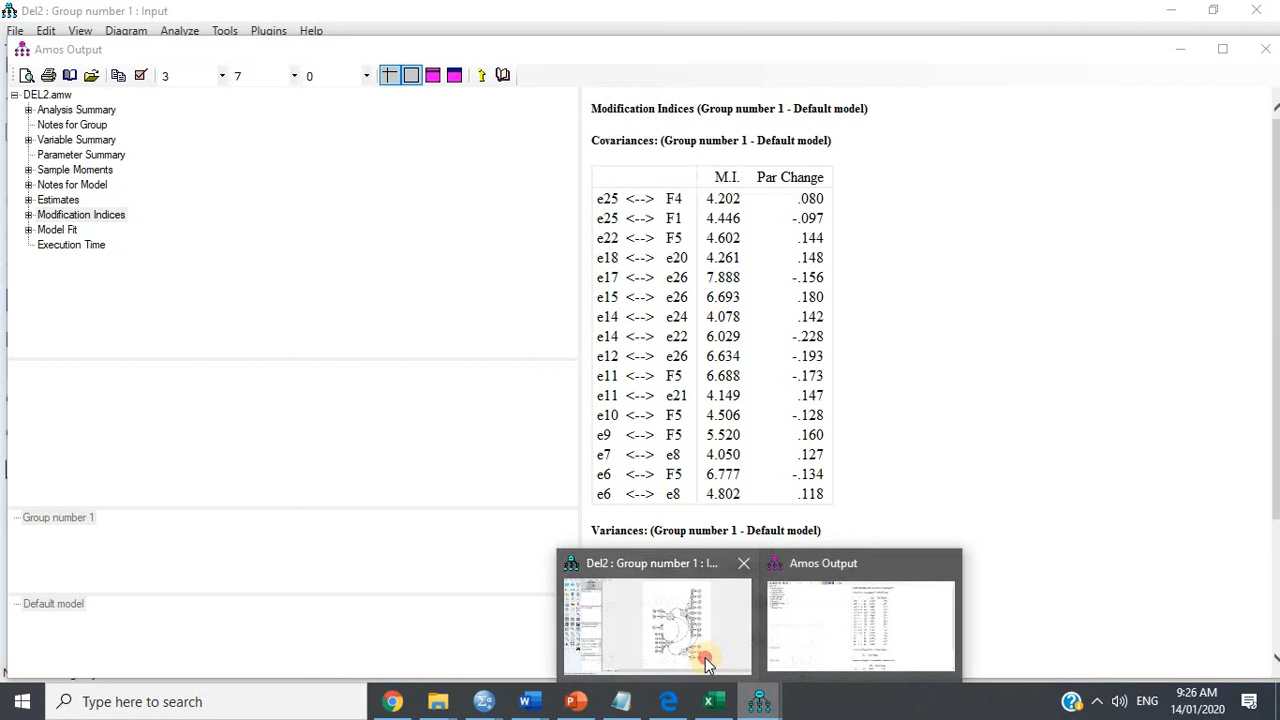 Del2 : Group number 1 : Input
File Edit View Diagram Analyze Tools Plugins Help
Amos Output
3 7 0
DEL2.amw
Analysis Summary
Notes for Group
Variable Summary
Parameter Summary
Sample Moments
Notes for Model
Estimates
Modification Indices
Model Fit
Execution Time
Group number 1
Default model
Modification Indices (Group number 1 - Default model)
Covariances: (Group number 1 - Default model)
M.I. Par Change
e25 <--> F4 4.202 .080
e25 <--> F1 4.446 -.097
e22 <--> F5 4.602 .144
e18 <--> e20 4.261 .148
e17 <--> e26 7.888 -.156
e15 <--> e26 6.693 .180
e14 <--> e24 4.078 .142
e14 <--> e22 6.029 -.228
e12 <--> e26 6.634 -.193
e11 <--> F5 6.688 -.173
e11 <--> e21 4.149 .147
e10 <--> F5 4.506 -.128
e9 <--> F5 5.520 .160
e7 <--> e8 4.050 .127
e6 <--> F5 6.777 -.134
e6 <--> e8 4.802 .118
Variances: (Group number 1 - Default model)
Del2 : Group number 1 : I...
Amos Output
Type here to search
ENG
9:26 AM
14/01/2020